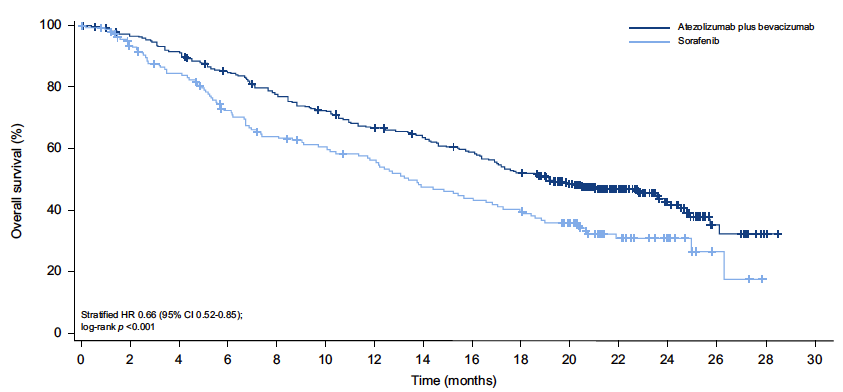 100
80
60
40
20
0
Overall survival (%)
Atezolizumab plus bevacizumab
Sorafenib
Stratified HR 0.66 (95% CI 0.52-0.85);
log-rank p <0.001
0 2 4 6 8 10 12 14 16 18 20 22 24 26 28 30
Time (months)